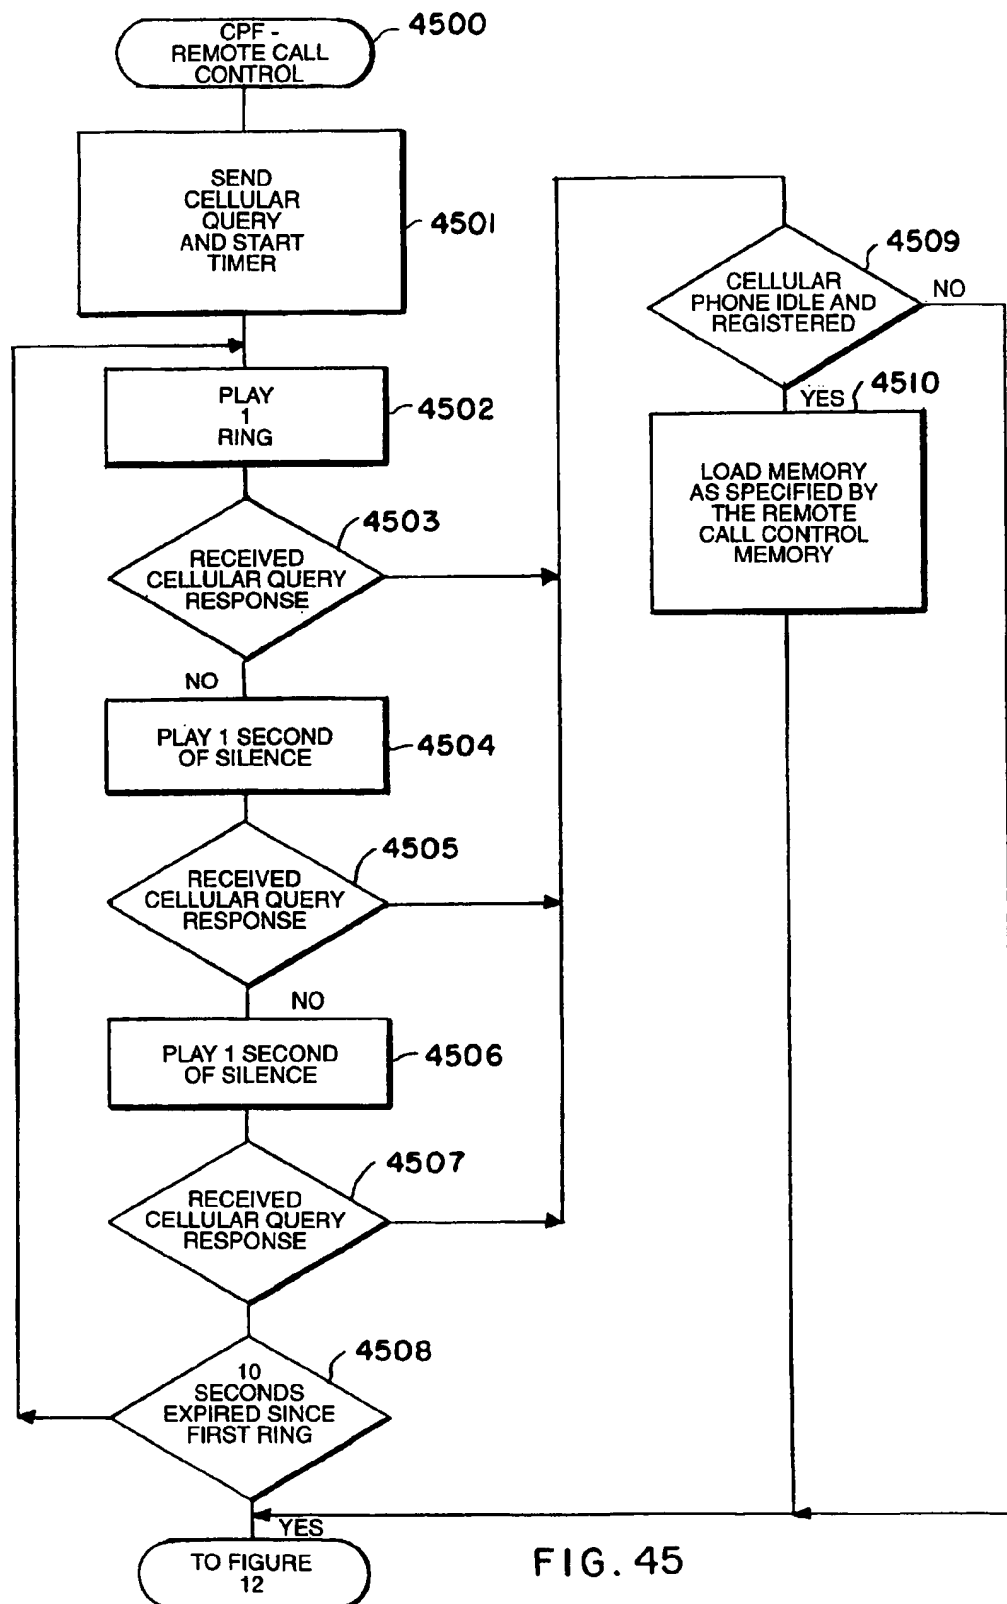 CPF -
REMOTE CALL
CONTROL
4500
SEND
CELLULAR
QUERY
AND START
TIMER
4501
PLAY
1
RING
4502
RECEIVED
CELLULAR QUERY
RESPONSE
4503
NO
PLAY 1 SECOND
OF SILENCE
4504
RECEIVED
CELLULAR QUERY
RESPONSE
4505
NO
PLAY 1 SECOND
OF SILENCE
4506
RECEIVED
CELLULAR QUERY
RESPONSE
4507
10
SECONDS
EXPIRED SINCE
FIRST RING
4508
YES
TO FIGURE
12
CELLULAR
PHONE IDLE AND
REGISTERED
4509
NO
YES
4510
LOAD MEMORY
AS SPECIFIED BY
THE REMOTE
CALL CONTROL
MEMORY
FIG. 45